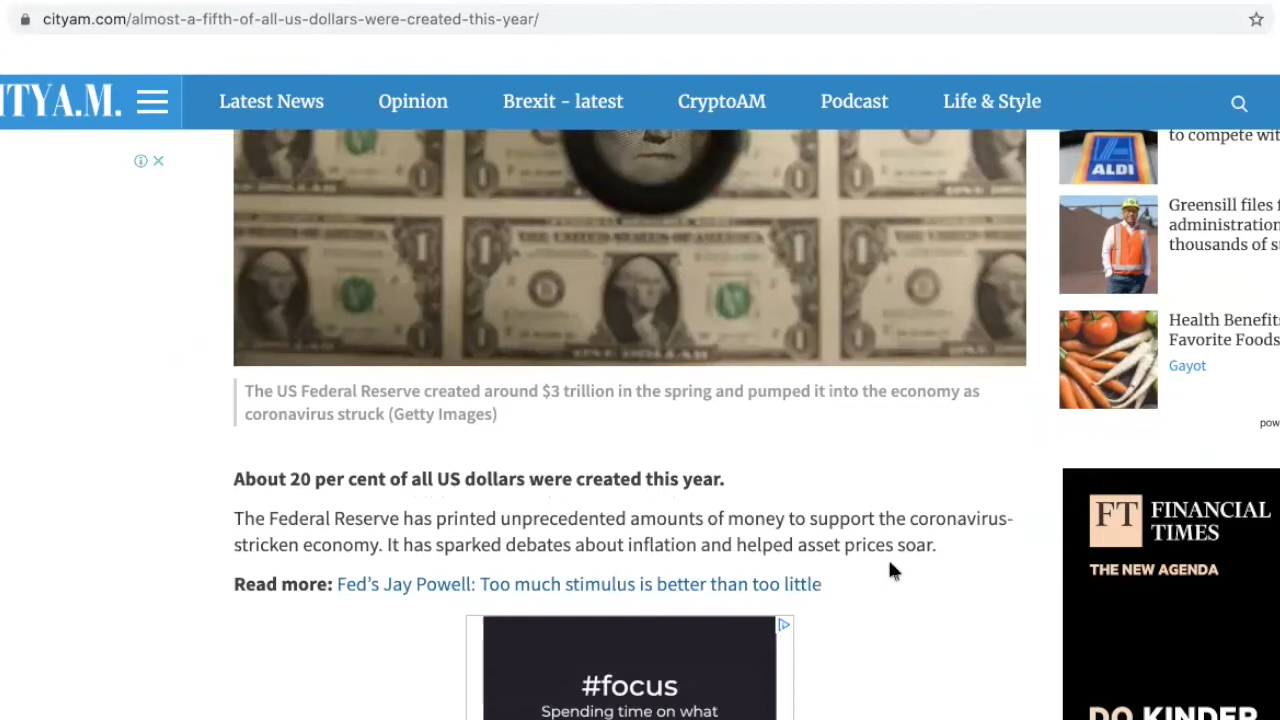 cityam.com/almost-a-fifth-of-all-us-dollars-were-created-this-year/
ITYA.M.
Latest News
Opinion
Brexit – latest
CryptoAM
Podcast
Life & Style
to compete wit
ALDI
Greensill files f
administration
thousands of s
Health Benefits
Favorite Foods
Gayot
pow
The US Federal Reserve created around $3 trillion in the spring and pumped it into the economy as
coronavirus struck (Getty Images)
About 20 per cent of all US dollars were created this year.
The Federal Reserve has printed unprecedented amounts of money to support the coronavirus-
stricken economy. It has sparked debates about inflation and helped asset prices soar.
Read more: Fed's Jay Powell: Too much stimulus is better than too little
#focus
Spending time on what
FT FINANCIAL
TIMES
THE NEW AGENDA
DO KINDER